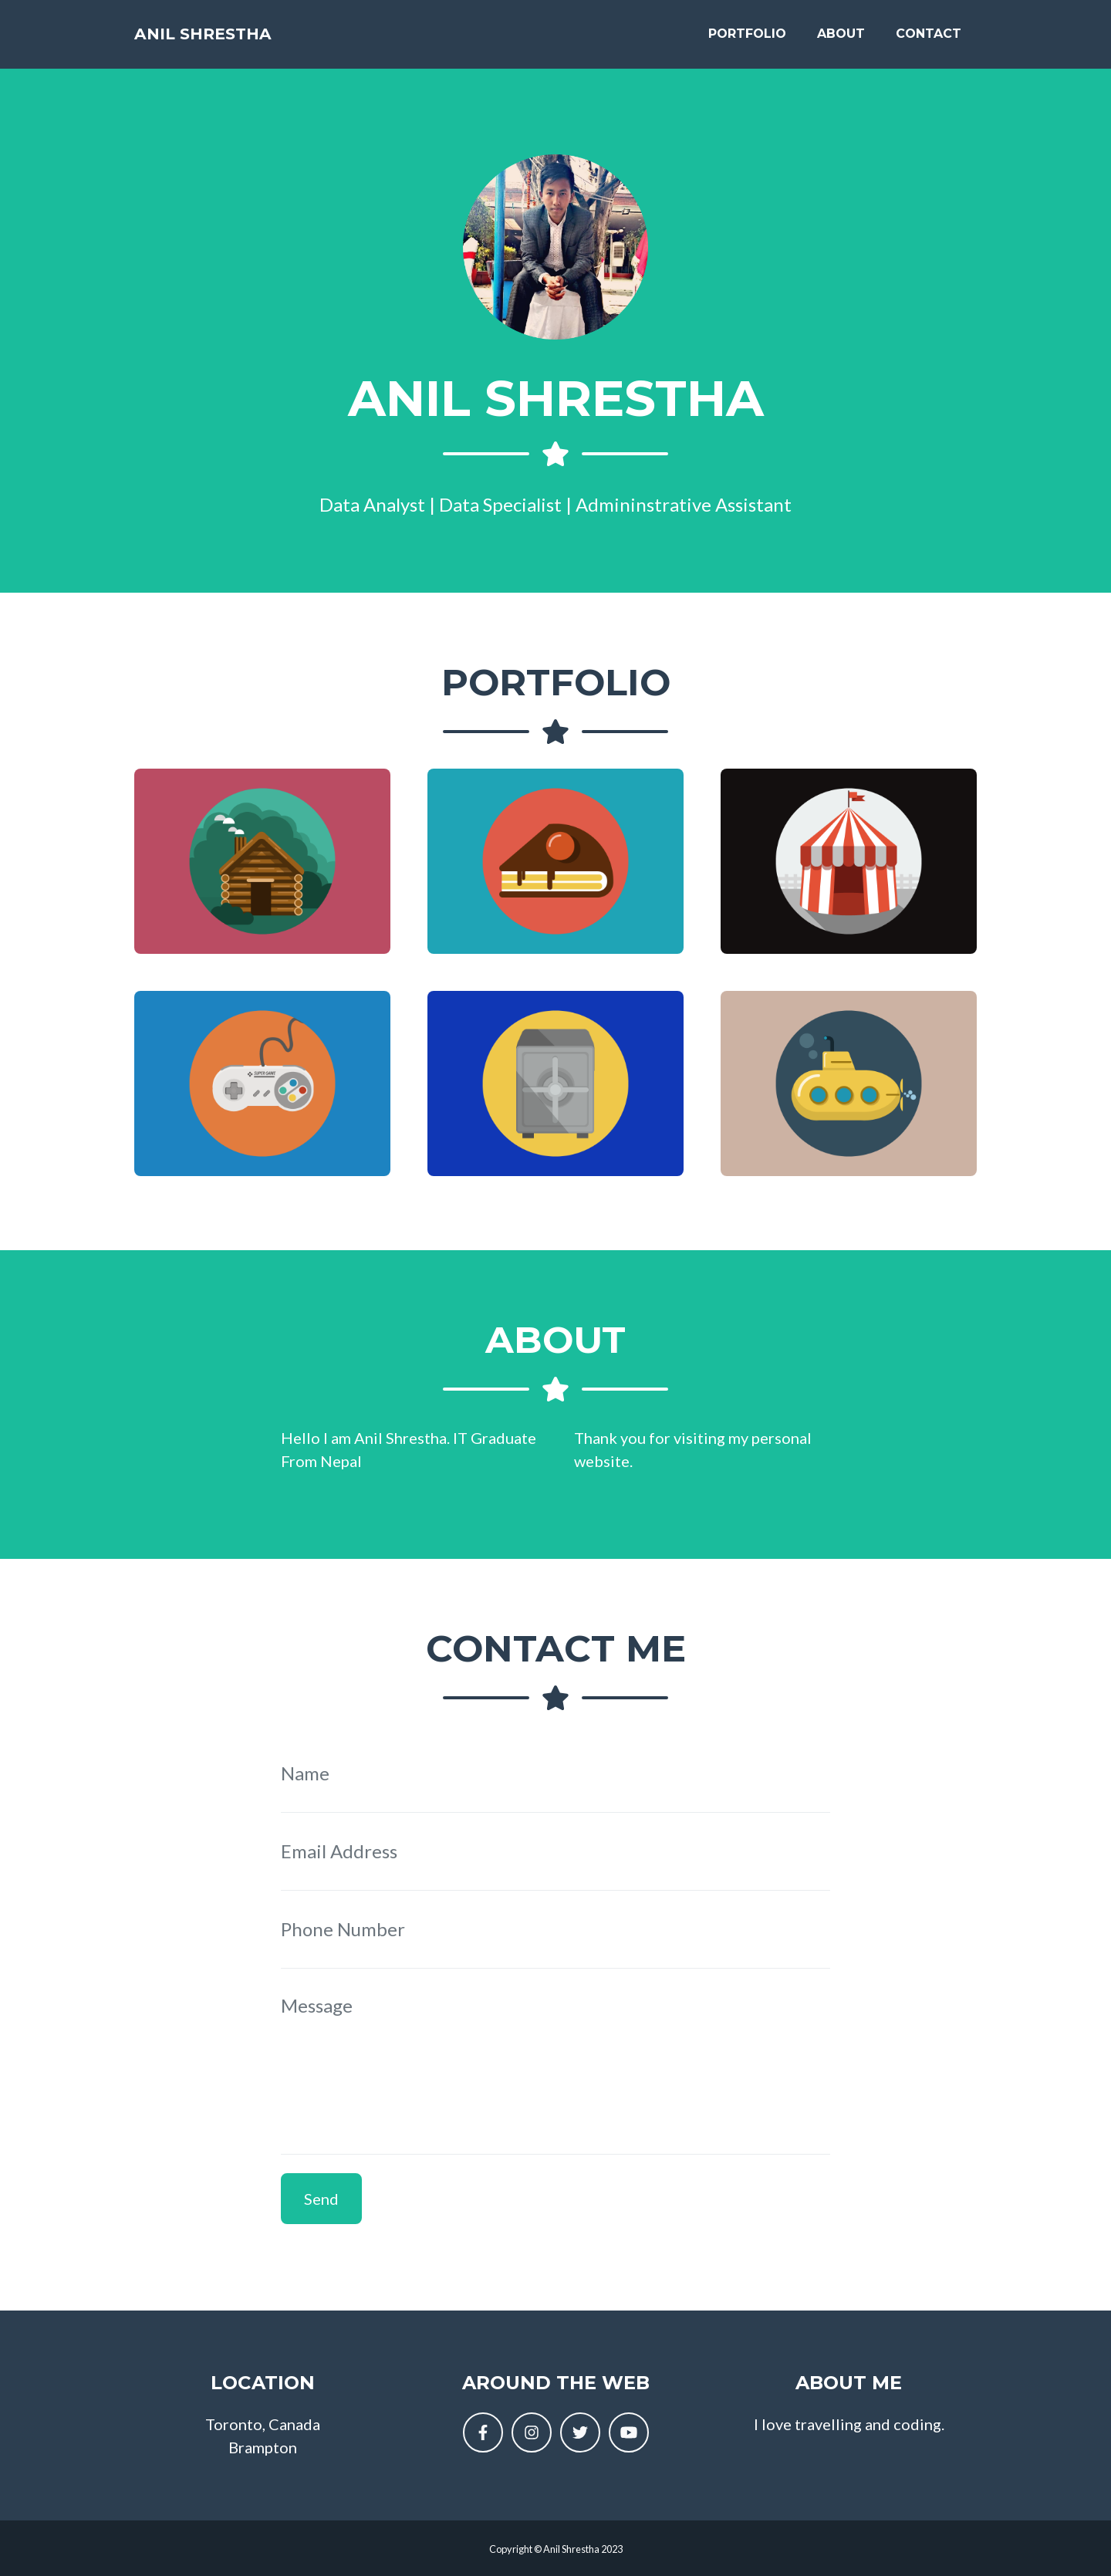 ANIL SHRESTHA
PORTFOLIO ABOUT CONTACT
ANIL SHRESTHA
Data Analyst | Data Specialist | Admininstrative Assistant
PORTFOLIO
SUPER GAME
ABOUT
Hello I am Anil Shrestha. IT Graduate
From Nepal
Thank you for visiting my personal
website.
CONTACT ME
Name
Email Address
Phone Number
Message
Send
LOCATION
Toronto, Canada
Brampton
AROUND THE WEB
ABOUT ME
I love travelling and coding.
Copyright © Anil Shrestha 2023